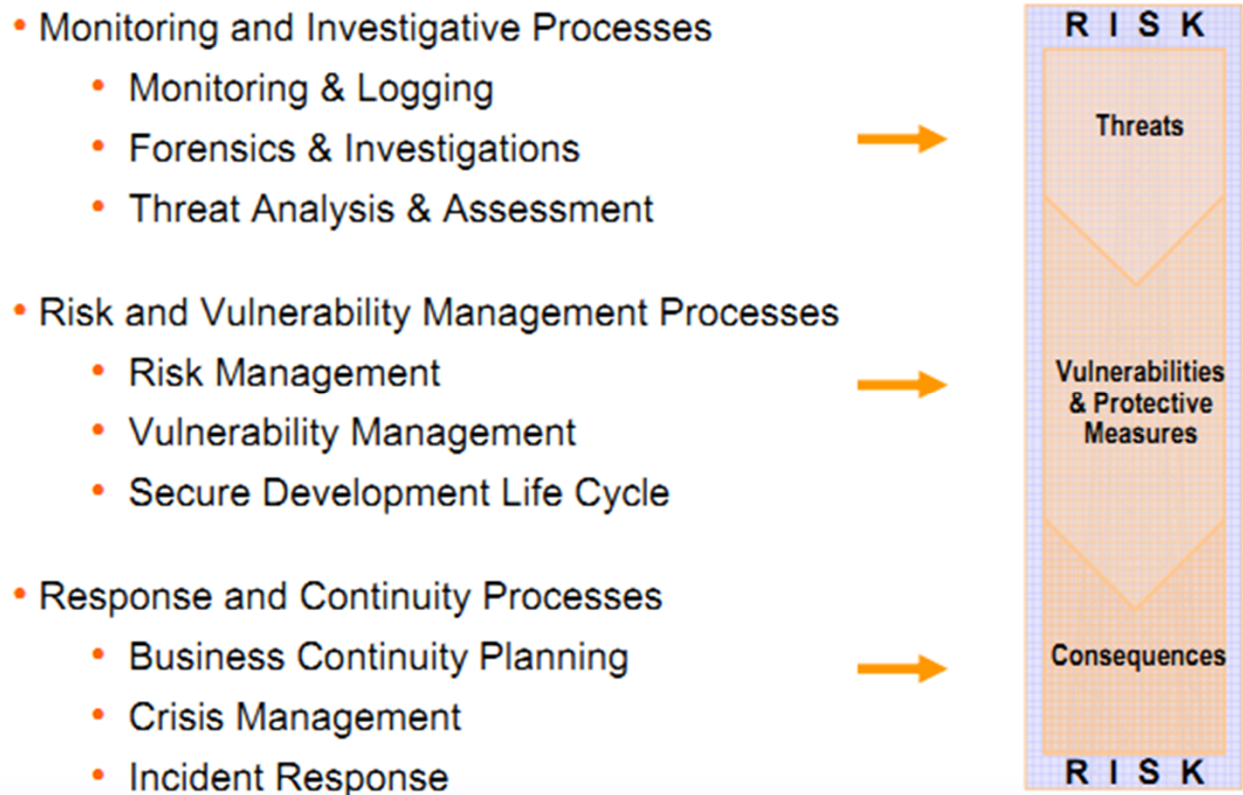 • Monitoring and Investigative Processes
• Monitoring & Logging
• Forensics & Investigations
• Threat Analysis & Assessment
• Risk and Vulnerability Management Processes
• Risk Management
• Vulnerability Management
• Secure Development Life Cycle
• Response and Continuity Processes
• Business Continuity Planning
• Crisis Management
• Incident Response
R I S K
Threats
Vulnerabilities
& Protective
Measures
Consequences
R I S K